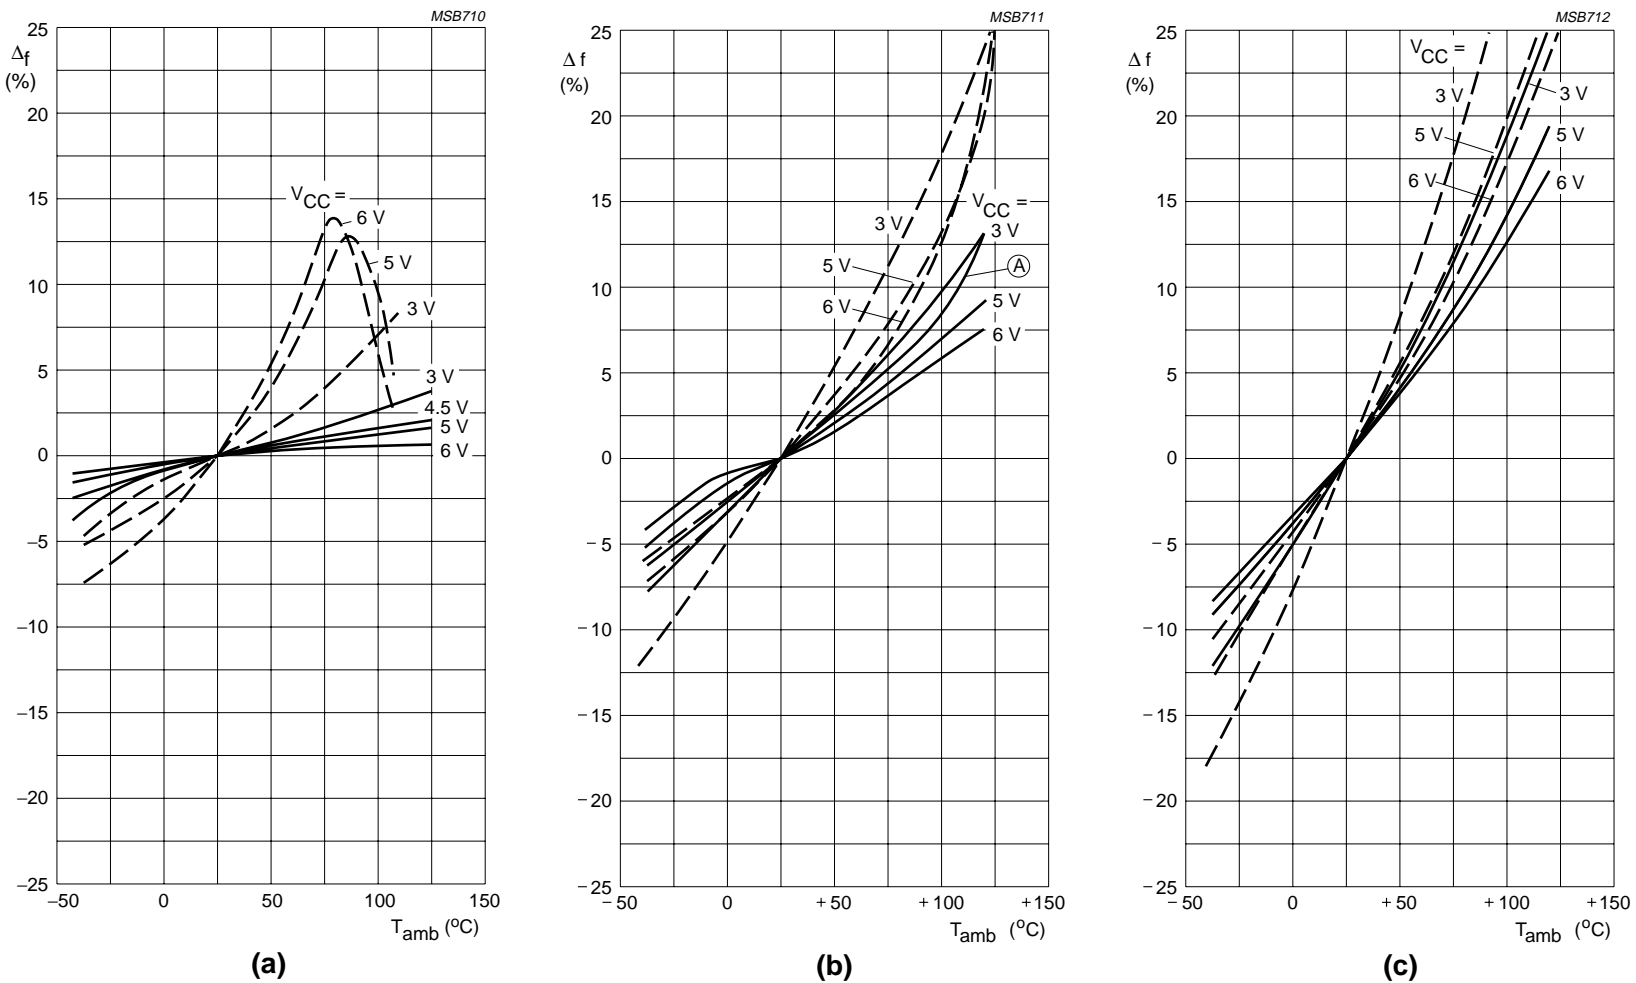 MSB710
25
Δf
(%)
20
15
10
5
0
–5
–10
–15
–20
–25
VCC =
6 V
5 V
3 V
3 V
4.5 V
5 V
6 V
–50
0
50
100
150
Tamb (oC)
(a)
MSB711
25
Δ f
(%)
20
15
10
5
0
– 5
– 10
– 15
– 20
– 25
VCC =
3 V
3 V
A
5 V
5 V
6 V
6 V
– 50
0
+ 50
+ 100
+ 150
Tamb (oC)
(b)
MSB712
25
Δ f
(%)
20
15
10
5
0
– 5
– 10
– 15
– 20
– 25
VCC =
3 V
3 V
5 V
5 V
6 V
6 V
– 50
0
+ 50
+ 100
+ 150
Tamb (oC)
(c)